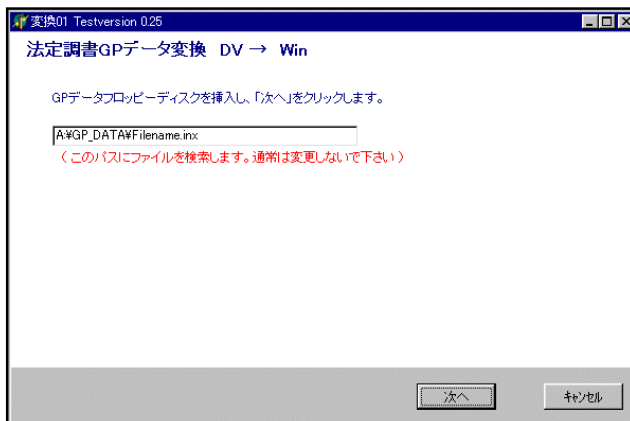 変換01 Testversion 0.25
法定調書GPデータ変換 DV → Win
GPデータフロッピーディスクを挿入し、「次へ」をクリックします。
A:¥GP_DATA¥Filename.inx
（このパスにファイルを検索します。通常は変更しないで下さい）
次へ
ｷｬﾝｾﾙ